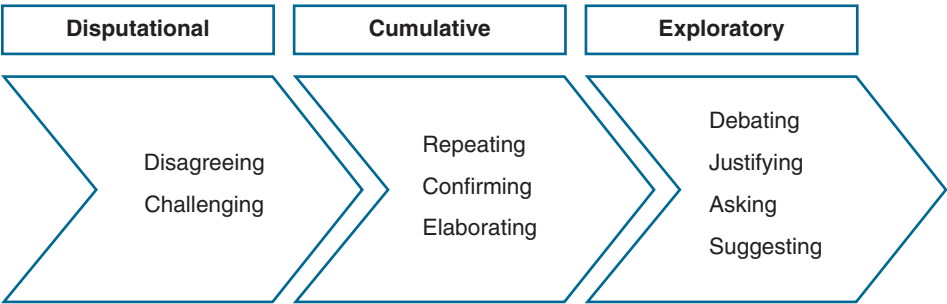 Disputational
Cumulative
Exploratory
Disagreeing
Challenging
Repeating
Confirming
Elaborating
Debating
Justifying
Asking
Suggesting